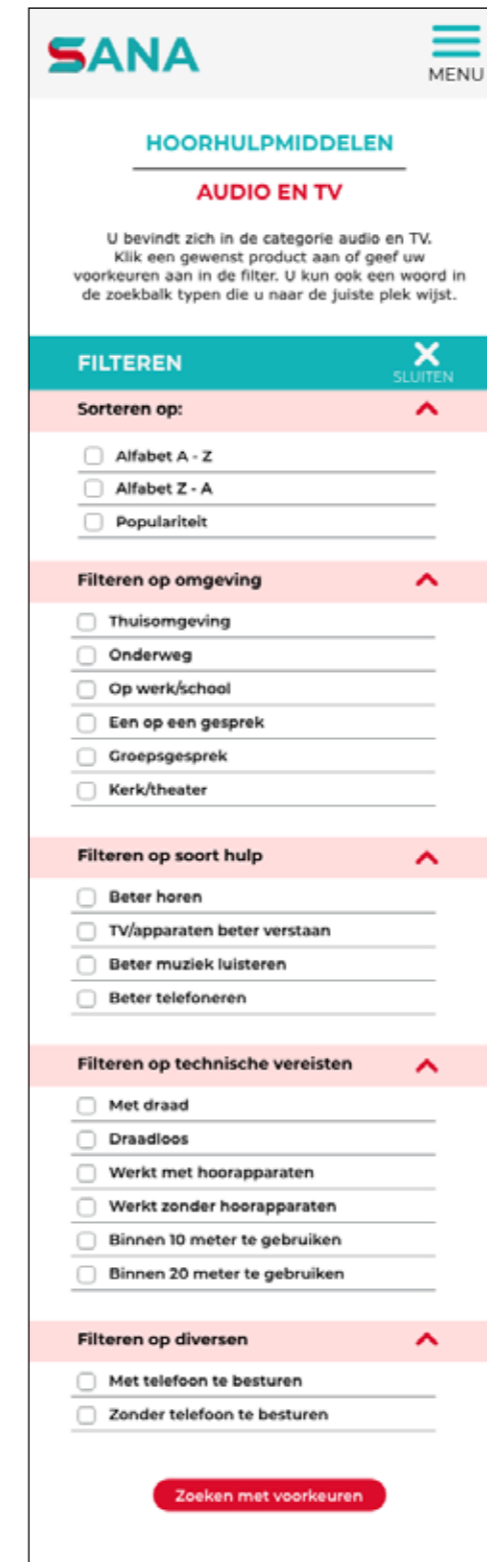 SANA
MENU
HOORHULPMIDDELEN
AUDIO EN TV
U bevindt zich in de categorie audio en TV.
Klik een gewenst product aan of geef uw
voorkeuren aan in de filter. U kun ook een woord in
de zoekbalk typen die u naar de juiste plek wijst.
FILTEREN
SLUITEN
Sorteren op:
Alfabet A - Z
Alfabet Z - A
Populariteit
Filteren op omgeving
Thuisomgeving
Onderweg
Op werk/school
Een op een gesprek
Groepsgesprek
Kerk/theater
Filteren op soort hulp
Beter horen
TV/apparaten beter verstaan
Beter muziek luisteren
Beter telefoneren
Filteren op technische vereisten
Met draad
Draadloos
Werkt met hoorapparaten
Werkt zonder hoorapparaten
Binnen 10 meter te gebruiken
Binnen 20 meter te gebruiken
Filteren op diversen
Met telefoon te besturen
Zonder telefoon te besturen
Zoeken met voorkeuren